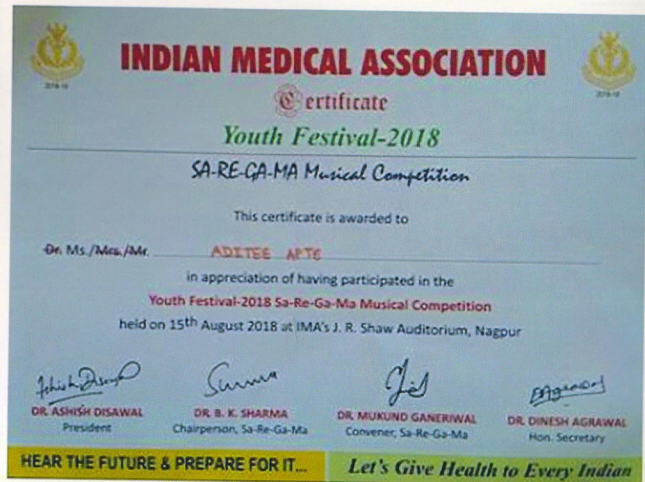 INDIAN MEDICAL ASSOCIATION
2018-19
2018-19
Certificate
Youth Festival-2018
SA-RE-GA-MA Musical Competition
This certificate is awarded to
Dr. Ms./Mrs./Mr. ADITEE APTE
in appreciation of having participated in the
Youth Festival-2018 Sa-Re-Ga-Ma Musical Competition
held on 15th August 2018 at IMA's J. R. Shaw Auditorium, Nagpur
DR. ASHISH DISAWAL
President
DR. B. K. SHARMA
Chairperson, Sa-Re-Ga-Ma
DR. MUKUND GANERIWAL
Convener, Sa-Re-Ga-Ma
DR. DINESH AGRAWAL
Hon. Secretary
HEAR THE FUTURE & PREPARE FOR IT...
Let's Give Health to Every Indian